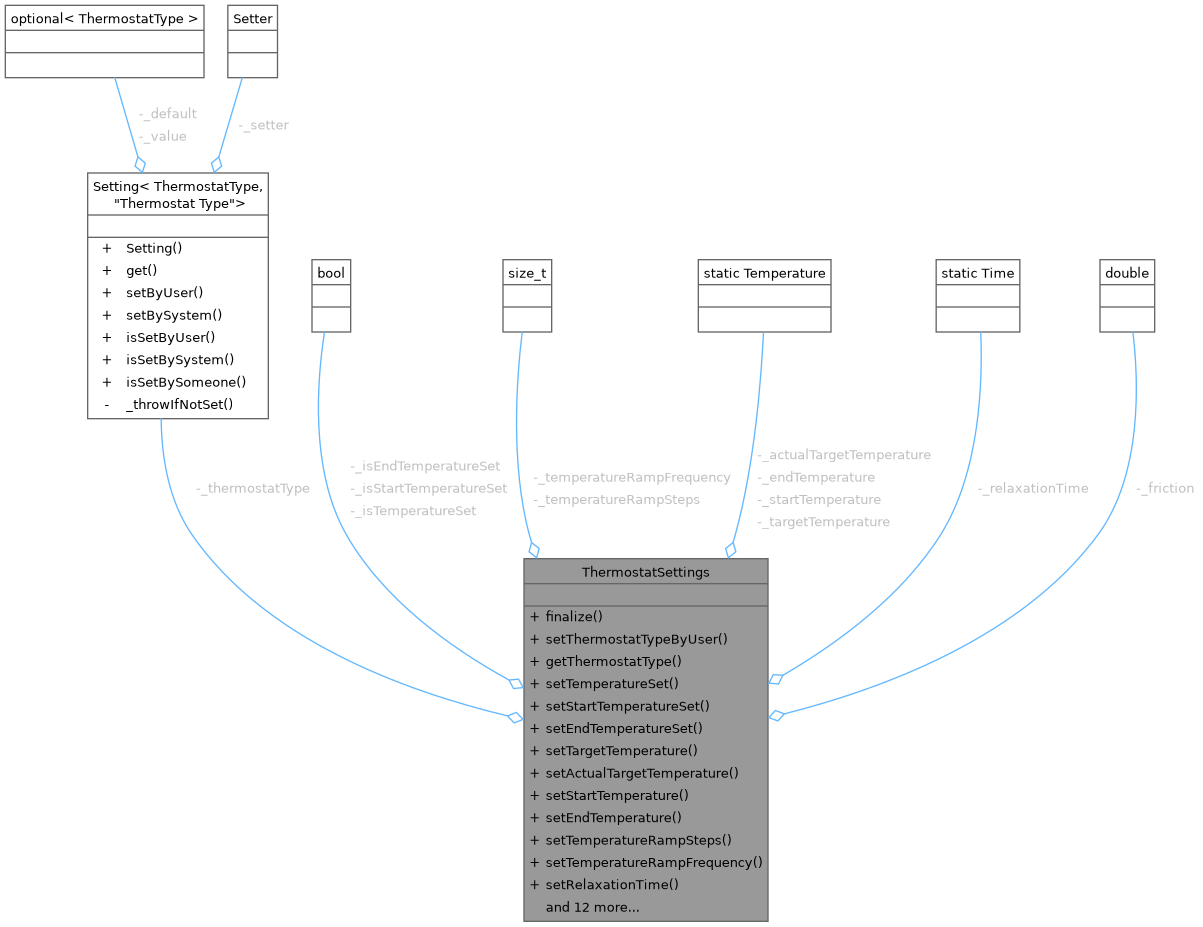 optional< ThermostatType >
Setter
-_default
-_value
-_setter
Setting< ThermostatType,
"Thermostat Type">
+ Setting()
+ get()
+ setByUser()
+ setBySystem()
+ isSetByUser()
+ isSetBySystem()
+ isSetBySomeone()
- _throwIfNotSet()
bool
size_t
static Temperature
static Time
double
-_thermostatType
-_isEndTemperatureSet
-_isStartTemperatureSet
-_isTemperatureSet
-_temperatureRampFrequency
-_temperatureRampSteps
-_actualTargetTemperature
-_endTemperature
-_startTemperature
-_targetTemperature
-_relaxationTime
-_friction
ThermostatSettings
+ finalize()
+ setThermostatTypeByUser()
+ getThermostatType()
+ setTemperatureSet()
+ setStartTemperatureSet()
+ setEndTemperatureSet()
+ setTargetTemperature()
+ setActualTargetTemperature()
+ setStartTemperature()
+ setEndTemperature()
+ setTemperatureRampSteps()
+ setTemperatureRampFrequency()
+ setRelaxationTime()
and 12 more...